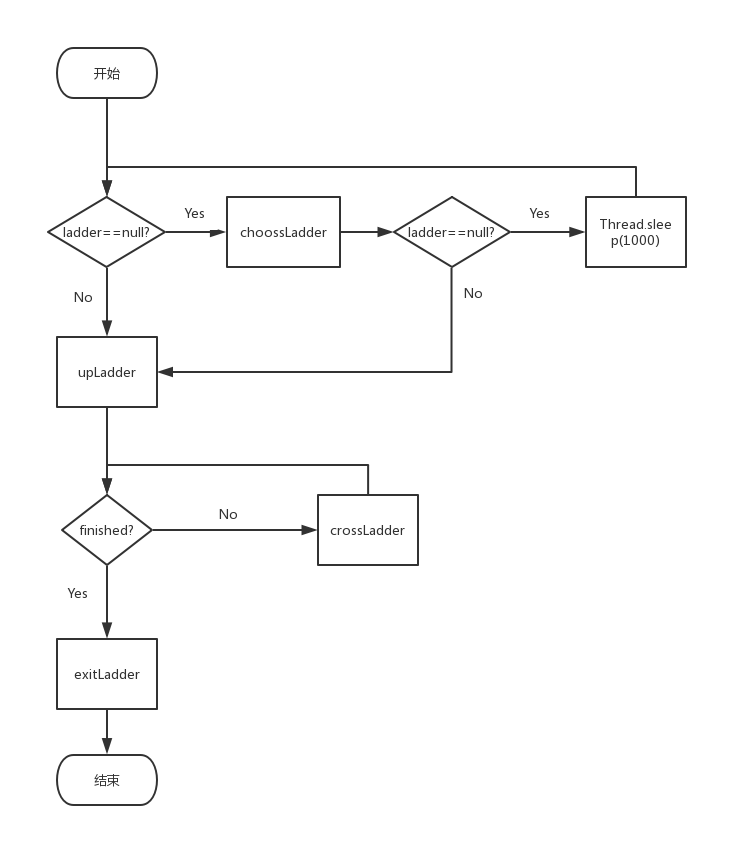 开始
ladder==null?
Yes
choossLadder
ladder==null?
Yes
Thread.slee
p(1000)
No
No
upLadder
finished?
No
crossLadder
Yes
exitLadder
结束